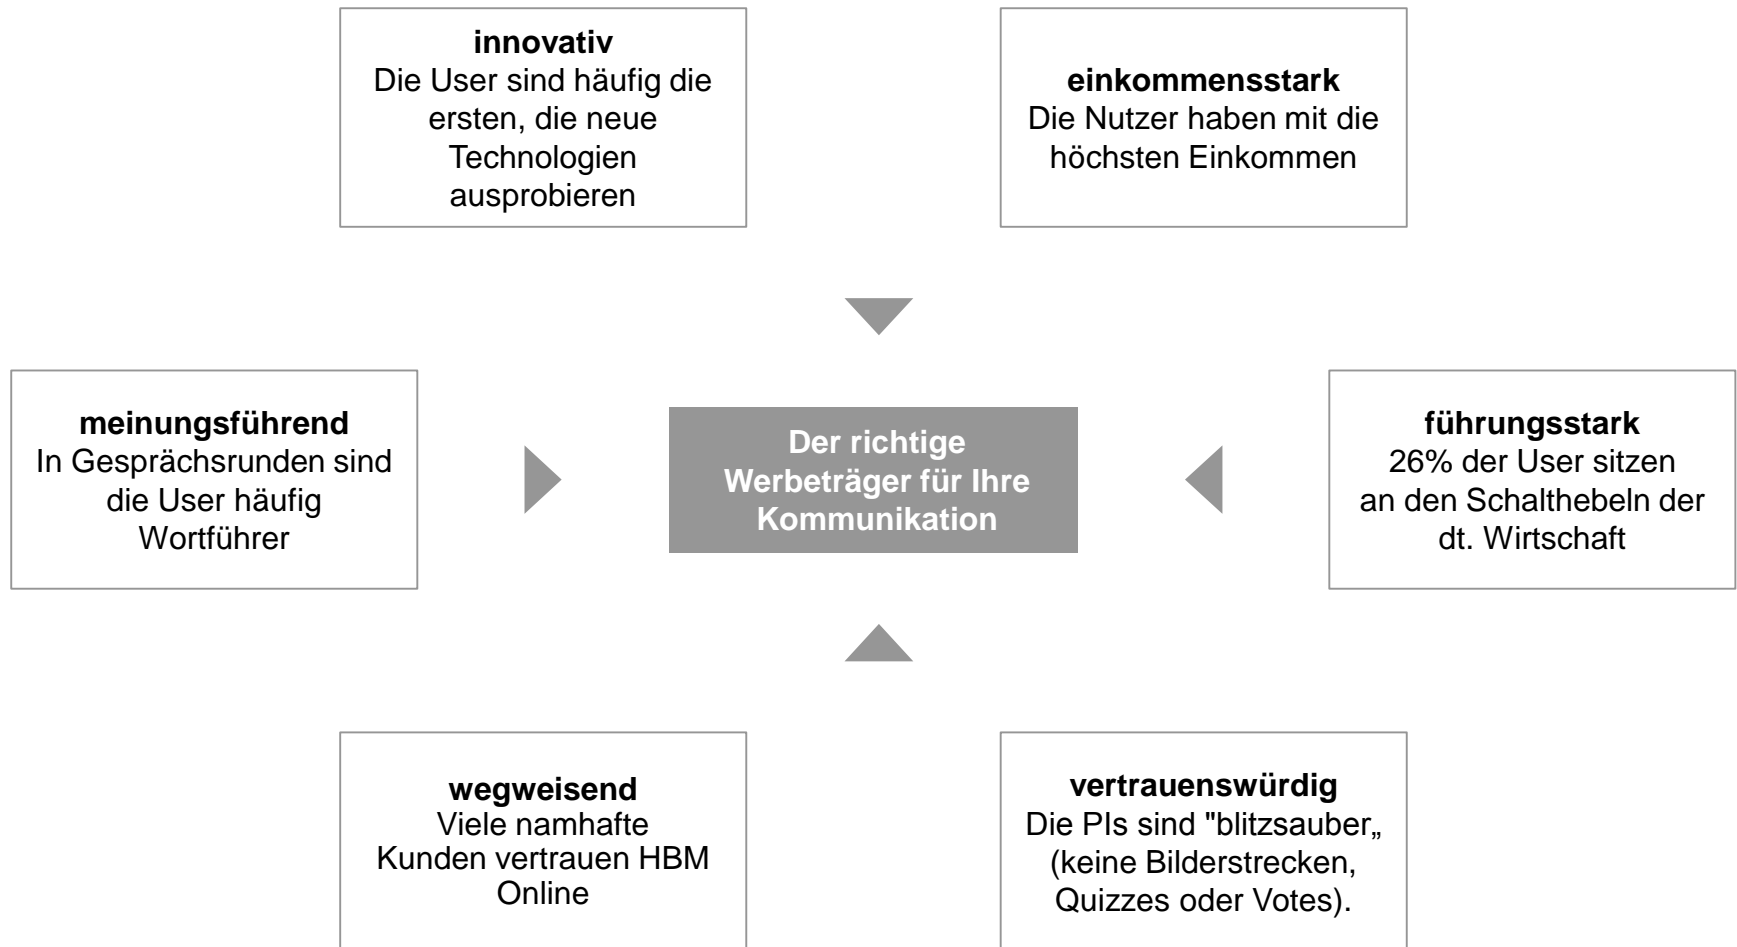 innovativ
Die User sind häufig die
ersten, die neue
Technologien
ausprobieren
einkommensstark
Die Nutzer haben mit die
höchsten Einkommen
meinungsführend
In Gesprächsrunden sind
die User häufig
Wortführer
Der richtige
Werbeträger für Ihre
Kommunikation
führungsstark
26% der User sitzen
an den Schalthebeln der
dt. Wirtschaft
wegweisend
Viele namhafte
Kunden vertrauen HBM
Online
vertrauenswürdig
Die PIs sind "blitzsauber„
(keine Bilderstrecken,
Quizzes oder Votes).